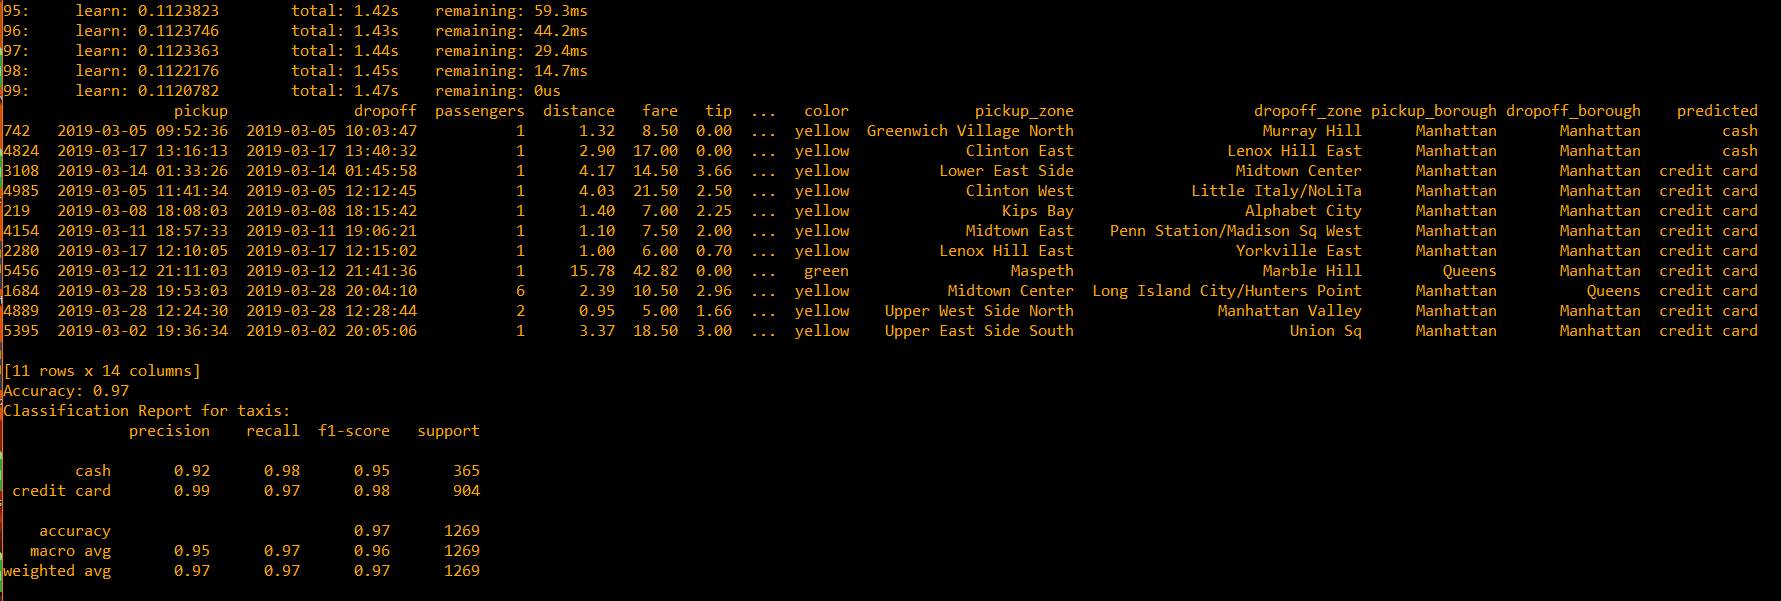 95: learn: 0.1123823 total: 1.42s remaining: 59.3ms
96: learn: 0.1123746 total: 1.43s remaining: 44.2ms
97: learn: 0.1123363 total: 1.44s remaining: 29.4ms
98: learn: 0.1122176 total: 1.45s remaining: 14.7ms
99: learn: 0.1120782 total: 1.47s remaining: 0us
pickup dropoff passengers distance fare tip ... color pickup_zone dropoff_zone pickup_borough dropoff_borough predicted
742 2019-03-05 09:52:36 2019-03-05 10:03:47 1 1.32 8.50 0.00 ... yellow Greenwich Village North Murray Hill Manhattan Manhattan cash
4824 2019-03-17 13:16:13 2019-03-17 13:40:32 1 2.90 17.00 0.00 ... yellow Clinton East Lenox Hill East Manhattan Manhattan cash
3108 2019-03-14 01:33:26 2019-03-14 01:45:58 1 4.17 14.50 3.66 ... yellow Lower East Side Midtown Center Manhattan Manhattan credit card
4985 2019-03-05 11:41:34 2019-03-05 12:12:45 1 4.03 21.50 2.50 ... yellow Clinton West Little Italy/NoLiTa Manhattan Manhattan credit card
219 2019-03-08 18:08:03 2019-03-08 18:15:42 1 1.40 7.00 2.25 ... yellow Kips Bay Alphabet City Manhattan Manhattan credit card
4154 2019-03-11 18:57:33 2019-03-11 19:06:21 1 1.10 7.50 2.00 ... yellow Midtown East Penn Station/Madison Sq West Manhattan Manhattan credit card
2280 2019-03-17 12:10:05 2019-03-17 12:15:02 1 1.00 6.00 0.70 ... yellow Lenox Hill East Yorkville East Manhattan Manhattan credit card
5456 2019-03-12 21:11:03 2019-03-12 21:41:36 1 15.78 42.82 0.00 ... green Maspeth Marble Hill Queens Manhattan credit card
1684 2019-03-28 19:53:03 2019-03-28 20:04:10 6 2.39 10.50 2.96 ... yellow Midtown Center Long Island City/Hunters Point Manhattan Queens credit card
4889 2019-03-28 12:24:30 2019-03-28 12:28:44 2 0.95 5.00 1.66 ... yellow Upper West Side North Manhattan Valley Manhattan Manhattan credit card
5395 2019-03-02 19:36:34 2019-03-02 20:05:06 1 3.37 18.50 3.00 ... yellow Upper East Side South Union Sq Manhattan Manhattan credit card
[11 rows x 14 columns]
Accuracy: 0.97
Classification Report for taxis:
precision recall f1-score support
cash 0.92 0.98 0.95 365
credit card 0.99 0.97 0.98 904
accuracy 0.97 1269
macro avg 0.95 0.97 0.96 1269
weighted avg 0.97 0.97 0.97 1269